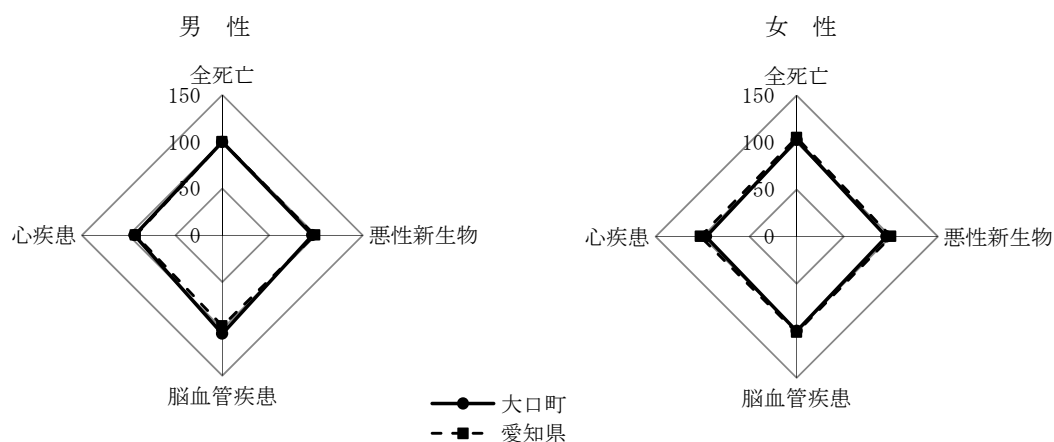 男 性
全死亡
150
100
50
0
心疾患
悪性新生物
脳血管疾患
女 性
全死亡
150
100
50
0
心疾患
悪性新生物
脳血管疾患
大口町
愛知県